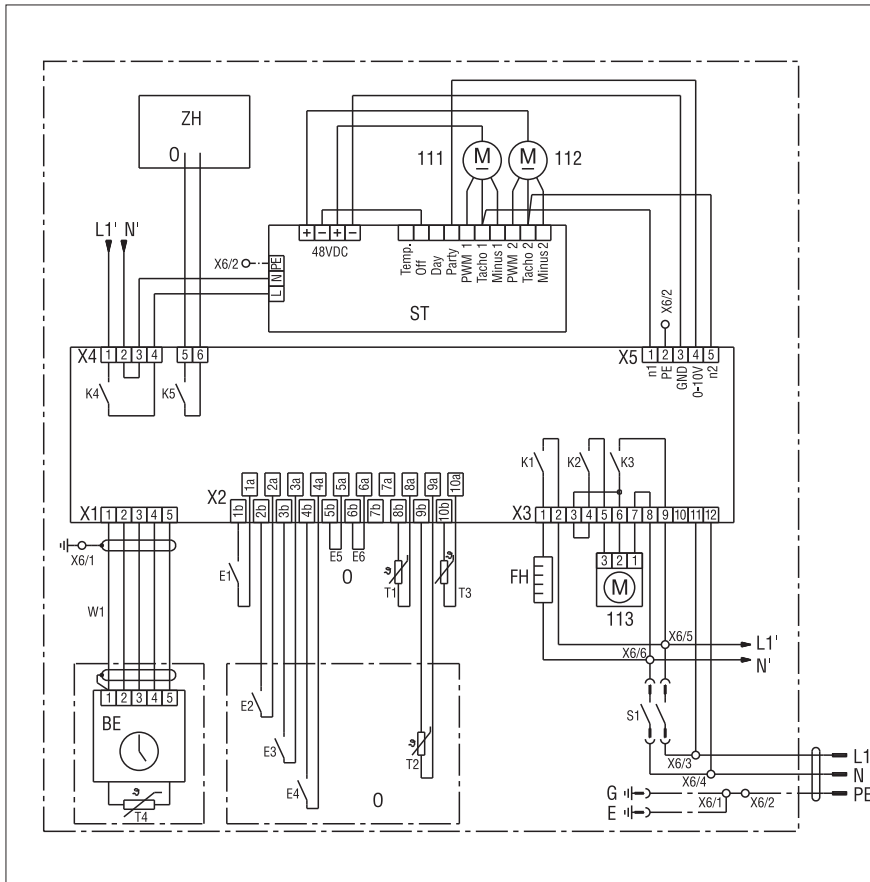 ZH
O
L1' N'
111 M
M 112
+ − + −
48VDC
Temp.
Off
Day
Party
PWM 1
Tacho 1
Minus 1
PWM 2
Tacho 2
Minus 2
X6/2
PE
N
L
ST
X6/2
X4 1 2 3 4 5 6
X5 1 2 3 4 5
n1
PE
GND
0-10V
n2
K4
K5
K1 K2 K3
X2
1a 2a 3a 4a 5a 6a 7a 8a 9a 10a
1b 2b 3b 4b 5b 6b 7b 8b 9b 10b
X1 1 2 3 4 5
X3 1 2 3 4 5 6 7 8 9 10 11 12
X6/1
E5 E6
E1
O
T1
T3
FH
3 2 1
M
113
W1
X6/5
L1'
X6/6
N'
1 2 3 4 5
BE
T4
E2
E3
E4
T2
O
S1
X6/3
L1
X6/4
N
G
X6/1 X6/2
PE
E
ϑ
ϑ
ϑ
ϑ